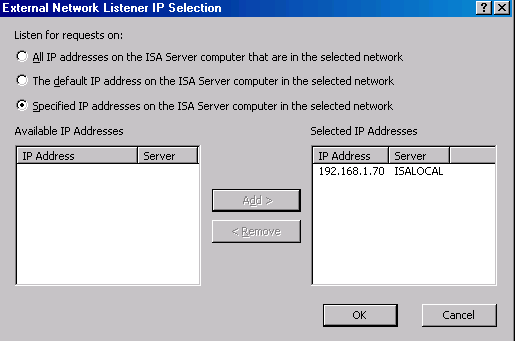 External Network Listener IP Selection
Listen for requests on:
All IP addresses on the ISA Server computer that are in the selected network
The default IP address on the ISA Server computer in the selected network
Specified IP addresses on the ISA Server computer in the selected network
Available IP Addresses
Selected IP Addresses
IP Address Server
IP Address Server
192.168.1.70 ISALOCAL
Add >
< Remove
OK Cancel